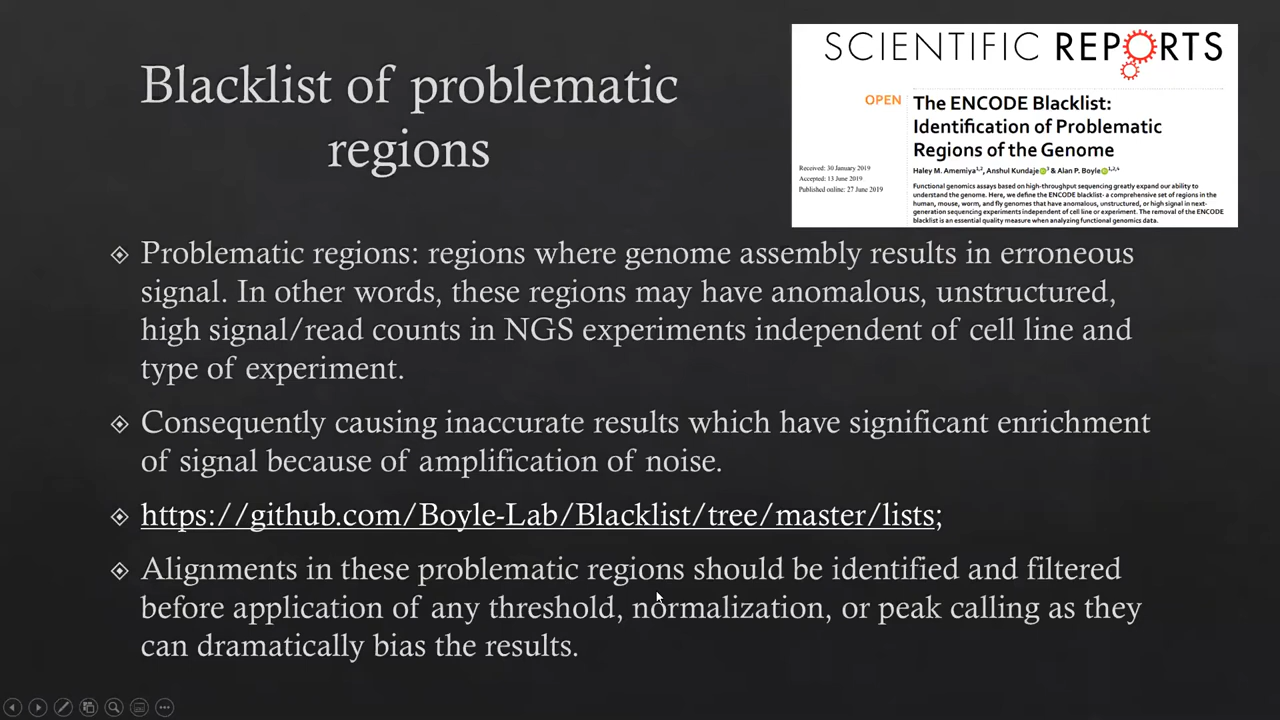 Blacklist of problematic
regions
SCIENTIFIC REPORTS
OPEN
The ENCODE Blacklist:
Identification of Problematic
Regions of the Genome
Received: 30 January 2019
Accepted: 13 June 2019
Published online: 27 June 2019
Haley M. Amemiya1,2, Anshul Kundaje3 & Alan P. Boyle1,2,4
Functional genomics assays based on high-throughput sequencing greatly expand our ability to
understand the genome. Here, we define the ENCODE blacklist- a comprehensive set of regions in the
human, mouse, worm, and fly genomes that have anomalous, unstructured, or high signal in next-
generation sequencing experiments independent of cell line or experiment. The removal of the ENCODE
blacklist is an essential quality measure when analyzing functional genomics data.
Problematic regions: regions where genome assembly results in erroneous
signal. In other words, these regions may have anomalous, unstructured,
high signal/read counts in NGS experiments independent of cell line and
type of experiment.
Consequently causing inaccurate results which have significant enrichment
of signal because of amplification of noise.
https://github.com/Boyle-Lab/Blacklist/tree/master/lists;
Alignments in these problematic regions should be identified and filtered
before application of any threshold, normalization, or peak calling as they
can dramatically bias the results.